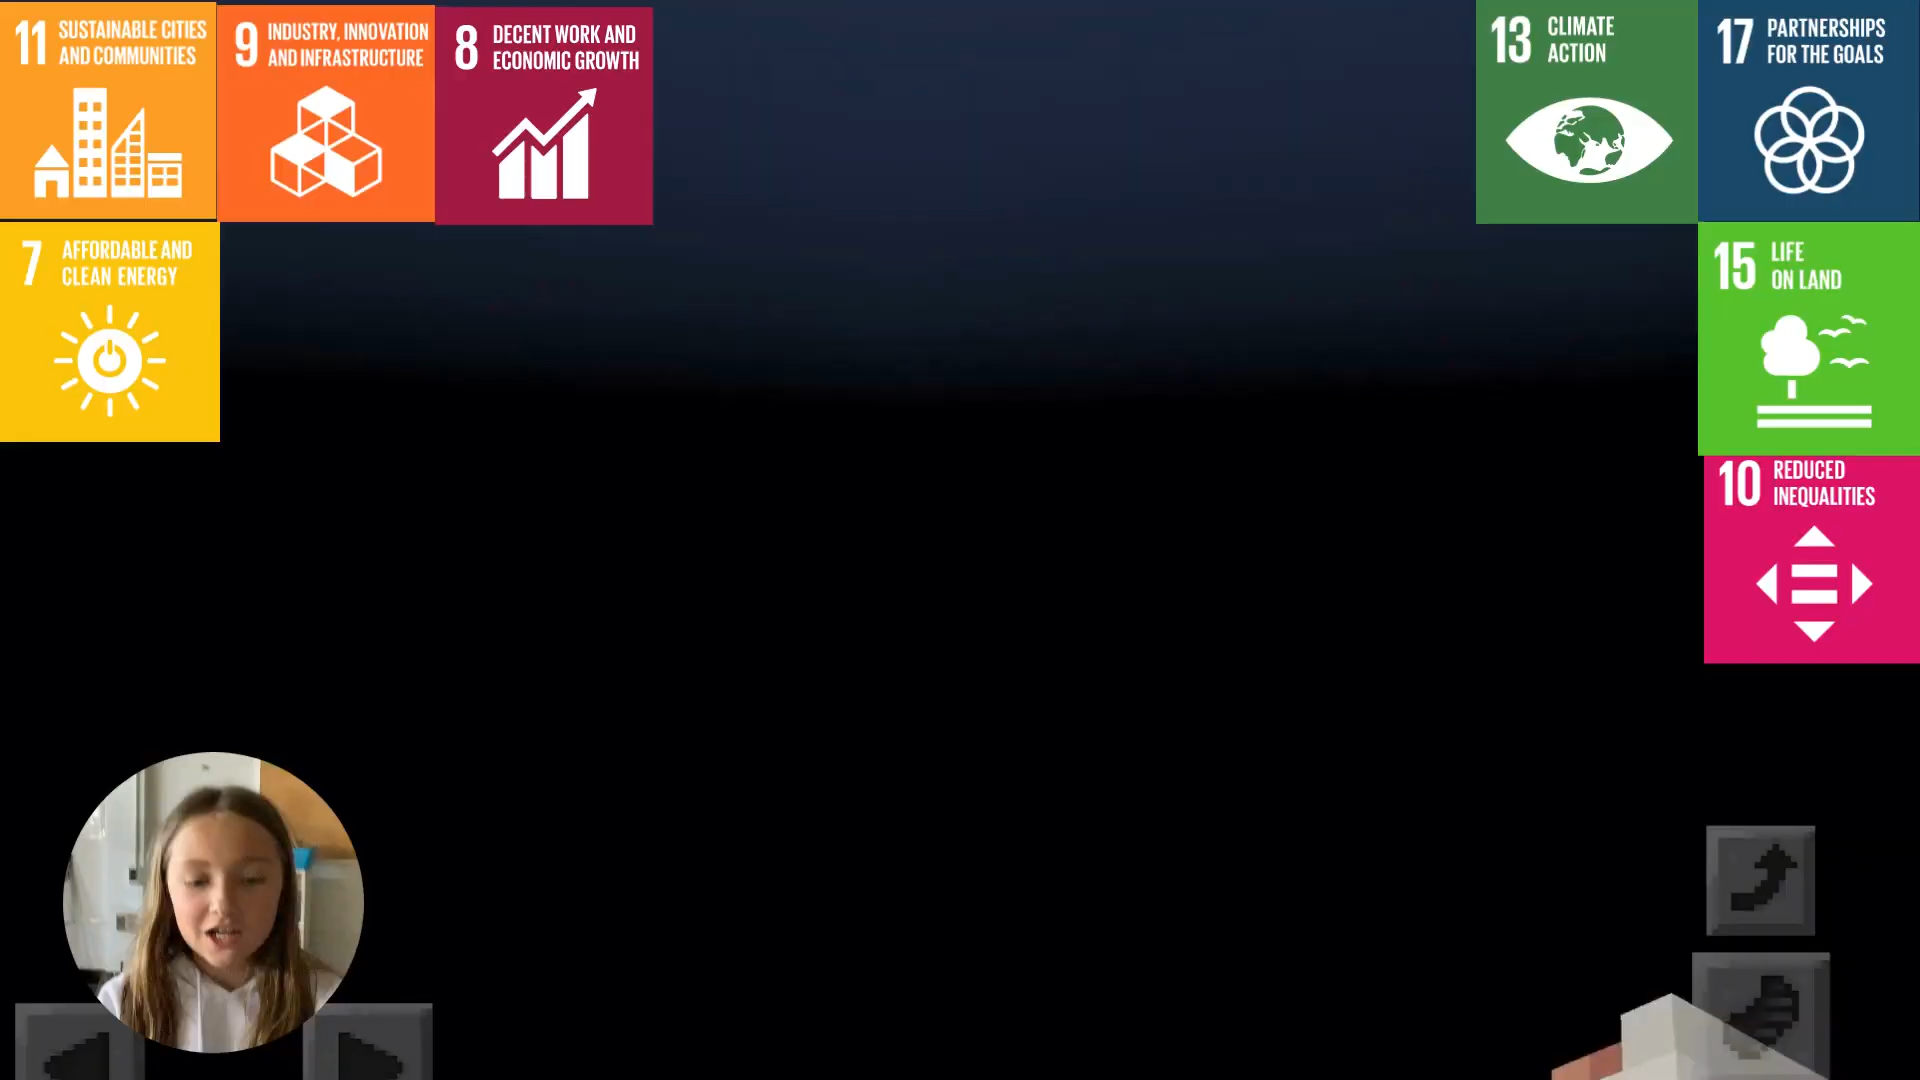 11 SUSTAINABLE CITIES
AND COMMUNITIES
9 INDUSTRY, INNOVATION
AND INFRASTRUCTURE
8 DECENT WORK AND
ECONOMIC GROWTH
13 CLIMATE
ACTION
17 PARTNERSHIPS
FOR THE GOALS
7 AFFORDABLE AND
CLEAN ENERGY
15 LIFE
ON LAND
10 REDUCED
INEQUALITIES